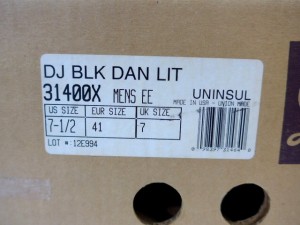 DJ BLK DAN LIT
31400X MENS EE UNINSUL
MADE IN USA - UNION MADE
US SIZE EUR SIZE UK SIZE
7-1/2 41 7
LOT # :12E994